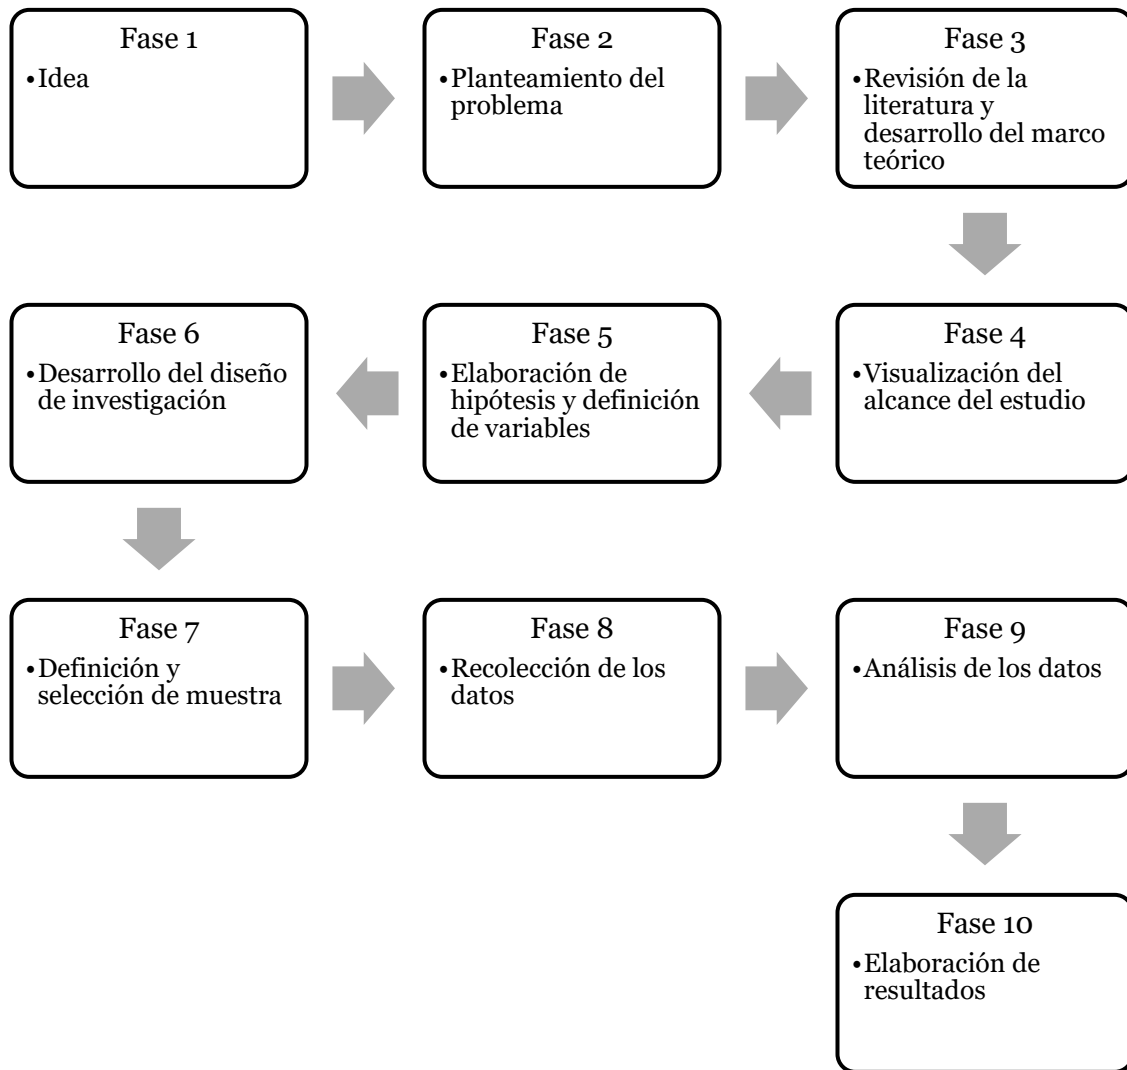 Fase 1
•Idea
Fase 2
•Planteamiento del
problema
Fase 3
•Revisión de la
literatura y
desarrollo del marco
teórico
Fase 4
•Visualización del
alcance del estudio
Fase 5
•Elaboración de
hipótesis y definición
de variables
Fase 6
•Desarrollo del diseño
de investigación
Fase 7
•Definición y
selección de muestra
Fase 8
•Recolección de los
datos
Fase 9
•Análisis de los datos
Fase 10
•Elaboración de
resultados